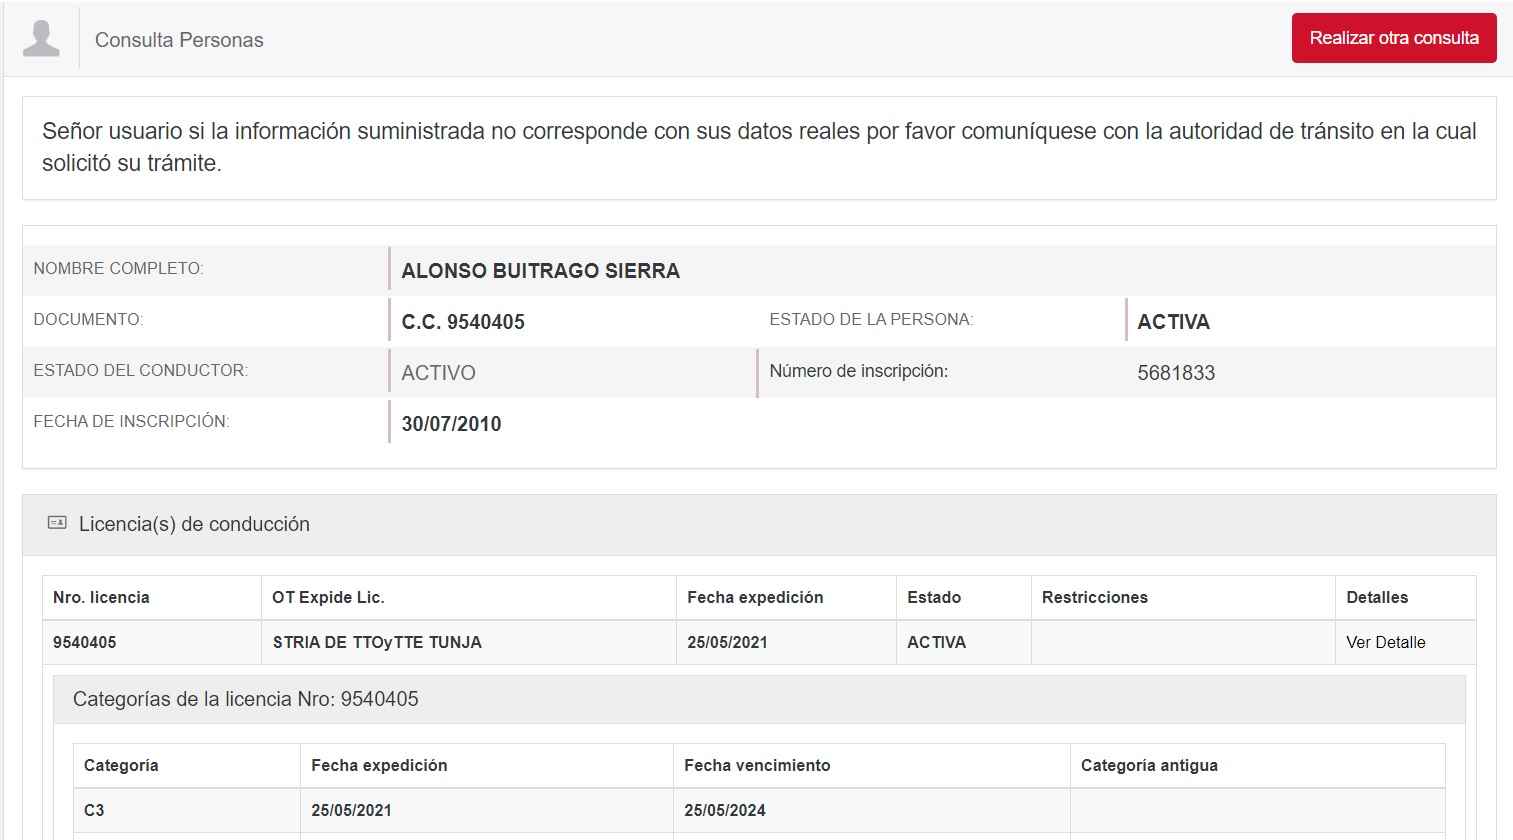 Consulta Personas
Realizar otra consulta
Señor usuario si la información suministrada no corresponde con sus datos reales por favor comuníquese con la autoridad de tránsito en la cual
solicitó su trámite.
NOMBRE COMPLETO: ALONSO BUITRAGO SIERRA
DOCUMENTO: C.C. 9540405 ESTADO DE LA PERSONA: ACTIVA
ESTADO DEL CONDUCTOR: ACTIVO Número de inscripción: 5681833
FECHA DE INSCRIPCIÓN: 30/07/2010
Licencia(s) de conducción
Nro. licencia OT Expide Lic. Fecha expedición Estado Restricciones Detalles
9540405 STRIA DE TTOyTTE TUNJA 25/05/2021 ACTIVA Ver Detalle
Categorías de la licencia Nro: 9540405
Categoría Fecha expedición Fecha vencimiento Categoría antigua
C3 25/05/2021 25/05/2024